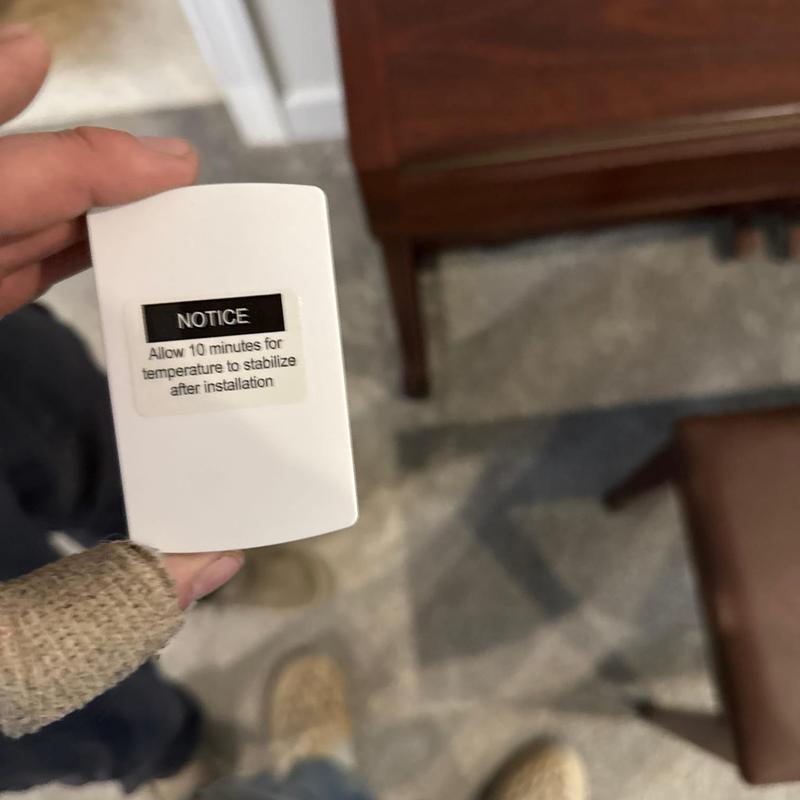 NOTICE
Allow 10 minutes for
temperature to stabilize
after installation